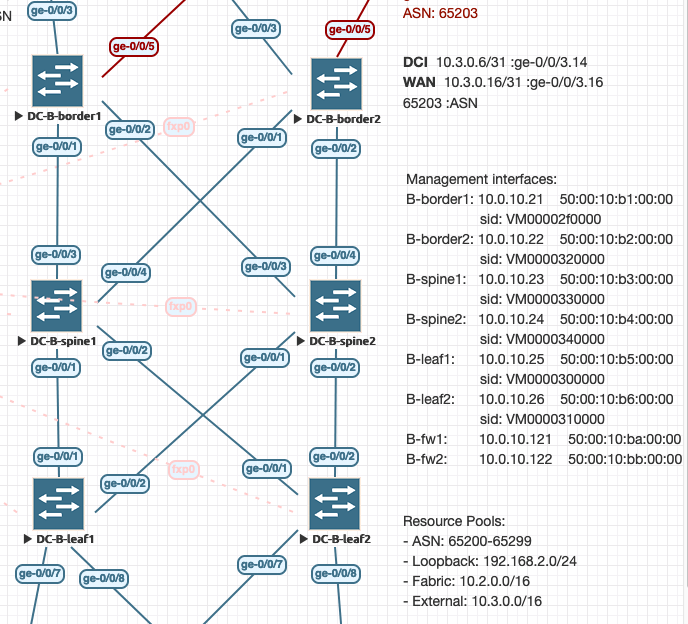 SN
ge-0/0/3
ge-0/0/3
ge-0/0/5
ge-0/0/5
ASN: 65203
DCI 10.3.0.6/31 :ge-0/0/3.14
WAN 10.3.0.16/31 :ge-0/0/3.16
65203 :ASN
DC-B-border1
DC-B-border2
ge-0/0/1
ge-0/0/2
fxp0
ge-0/0/1
ge-0/0/2
ge-0/0/3
ge-0/0/4
ge-0/0/3
ge-0/0/4
fxp0
DC-B-spine1
DC-B-spine2
ge-0/0/1
ge-0/0/2
ge-0/0/1
ge-0/0/2
ge-0/0/1
ge-0/0/2
fxp0
ge-0/0/1
ge-0/0/2
DC-B-leaf1
DC-B-leaf2
ge-0/0/7
ge-0/0/8
ge-0/0/7
ge-0/0/8
Management interfaces:
B-border1: 10.0.10.21 50:00:10:b1:00:00
sid: VM00002f0000
B-border2: 10.0.10.22 50:00:10:b2:00:00
sid: VM0000320000
B-spine1: 10.0.10.23 50:00:10:b3:00:00
sid: VM0000330000
B-spine2: 10.0.10.24 50:00:10:b4:00:00
sid: VM0000340000
B-leaf1: 10.0.10.25 50:00:10:b5:00:00
sid: VM0000300000
B-leaf2: 10.0.10.26 50:00:10:b6:00:00
sid: VM0000310000
B-fw1: 10.0.10.121 50:00:10:ba:00:00
B-fw2: 10.0.10.122 50:00:10:bb:00:00
Resource Pools:
- ASN: 65200-65299
- Loopback: 192.168.2.0/24
- Fabric: 10.2.0.0/16
- External: 10.3.0.0/16